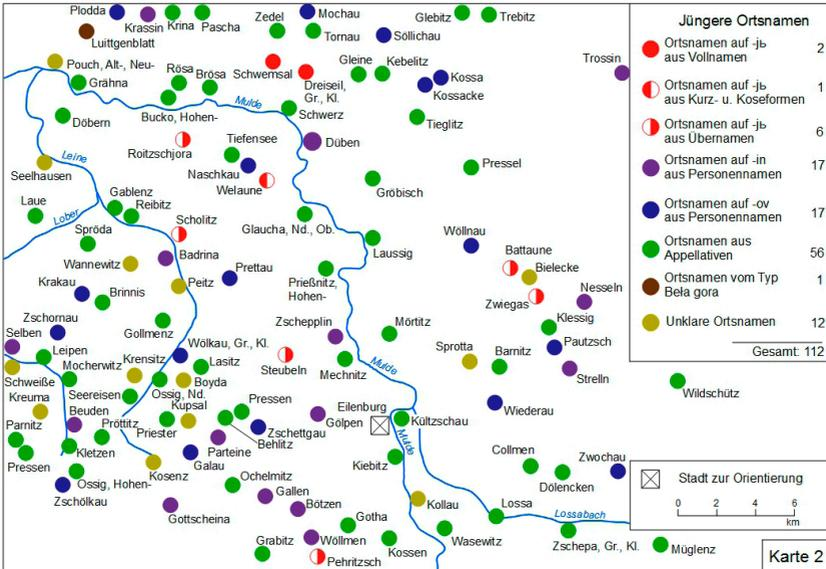 Plodda
Luittgenblatt
Krassin
Krina
Pascha
Zedel
Mochau
Tornau
Söllichau
Glebitz
Trebitz
Pouch, Alt-, Neu-
Grähna
Rösa
Brösa
Schwemsal
Dreiseil,
Gr., Kl.
Gleine
Kebelitz
Kossa
Kossacke
Trossin
Mulde
Bucko, Hohen-
Schwerz
Döbern
Tieglitz
Roitzschjora
Tiefensee
Düben
Leine
Seelhausen
Naschkau
Welaune
Pressel
Gröbisch
Gablenz
Reibitz
Laue
Lober
Scholitz
Glaucha, Nd., Ob.
Spröda
Laussig
Wöllnau
Battaune
Bielecke
Wannewitz
Badrina
Prettau
Prießnitz,
Hohen-
Nesseln
Krakau
Brinnis
Peitz
Zwiegas
Klessig
Zschornau
Gollmenz
Zschepplin
Mörtitz
Selben
Leipen
Wölkau, Gr., Kl.
Pautzsch
Mocherwitz
Krensitz
Lasitz
Steubeln
Mechnitz
Mulde
Sprotta
Barnitz
Strelln
Schweiße
Kreuma
Seereisen
Ossig, Nd.
Boyda
Kupsal
Wildschütz
Beuden
Pressen
Eilenburg
Wiederau
Parnitz
Pröttitz
Priester
Behlitz
Zschettgau
Gölpen
Kültzschau
Mulde
Pressen
Kletzen
Parteine
Galau
Kiebitz
Collmen
Zwochau
Kosenz
Ossig, Hohen-
Ochelmitz
Dölencken
Zschölkau
Gallen
Gottscheina
Bötzen
Kollau
Lossa
Lossabach
Gotha
Wöllmen
Wasewitz
Zschepa, Gr., Kl.
Grabitz
Pehritzsch
Kossen
Müglenz
Jüngere Ortsnamen
Ortsnamen auf -jь 2
aus Vollnamen
Ortsnamen auf -jь 1
aus Kurz- u. Koseformen
Ortsnamen auf -jь 6
aus Übernamen
Ortsnamen auf -in 17
aus Personennamen
Ortsnamen auf -ov 17
aus Personennamen
Ortsnamen aus 56
Appellativen
Ortsnamen vom Typ 1
Beła gora
Unklare Ortsnamen 12
Gesamt: 112
Stadt zur Orientierung
0 2 4 6
km
Karte 2